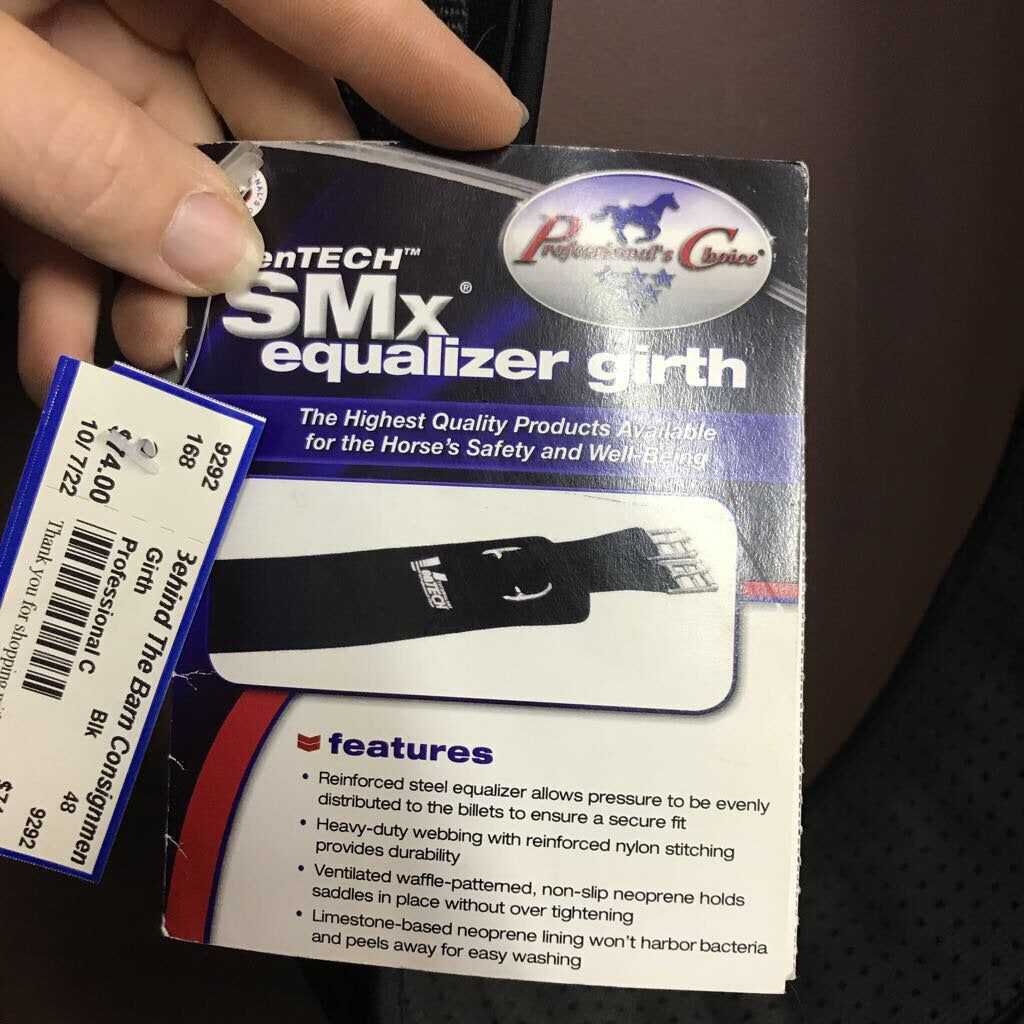 NAL'S
Professional's Choice®
enTECH™
SMx®
equalizer girth
The Highest Quality Products Available
for the Horse's Safety and Well-Being
VenTECH
features
• Reinforced steel equalizer allows pressure to be evenly
distributed to the billets to ensure a secure fit
• Heavy-duty webbing with reinforced nylon stitching
provides durability
• Ventilated waffle-patterned, non-slip neoprene holds
saddles in place without over tightening
• Limestone-based neoprene lining won't harbor bacteria
and peels away for easy washing
9292
168
$74.00
10/ 7/22
Behind The Barn Consignmen
Girth
Professional C
Blk
48
9292
Thank you for shopping